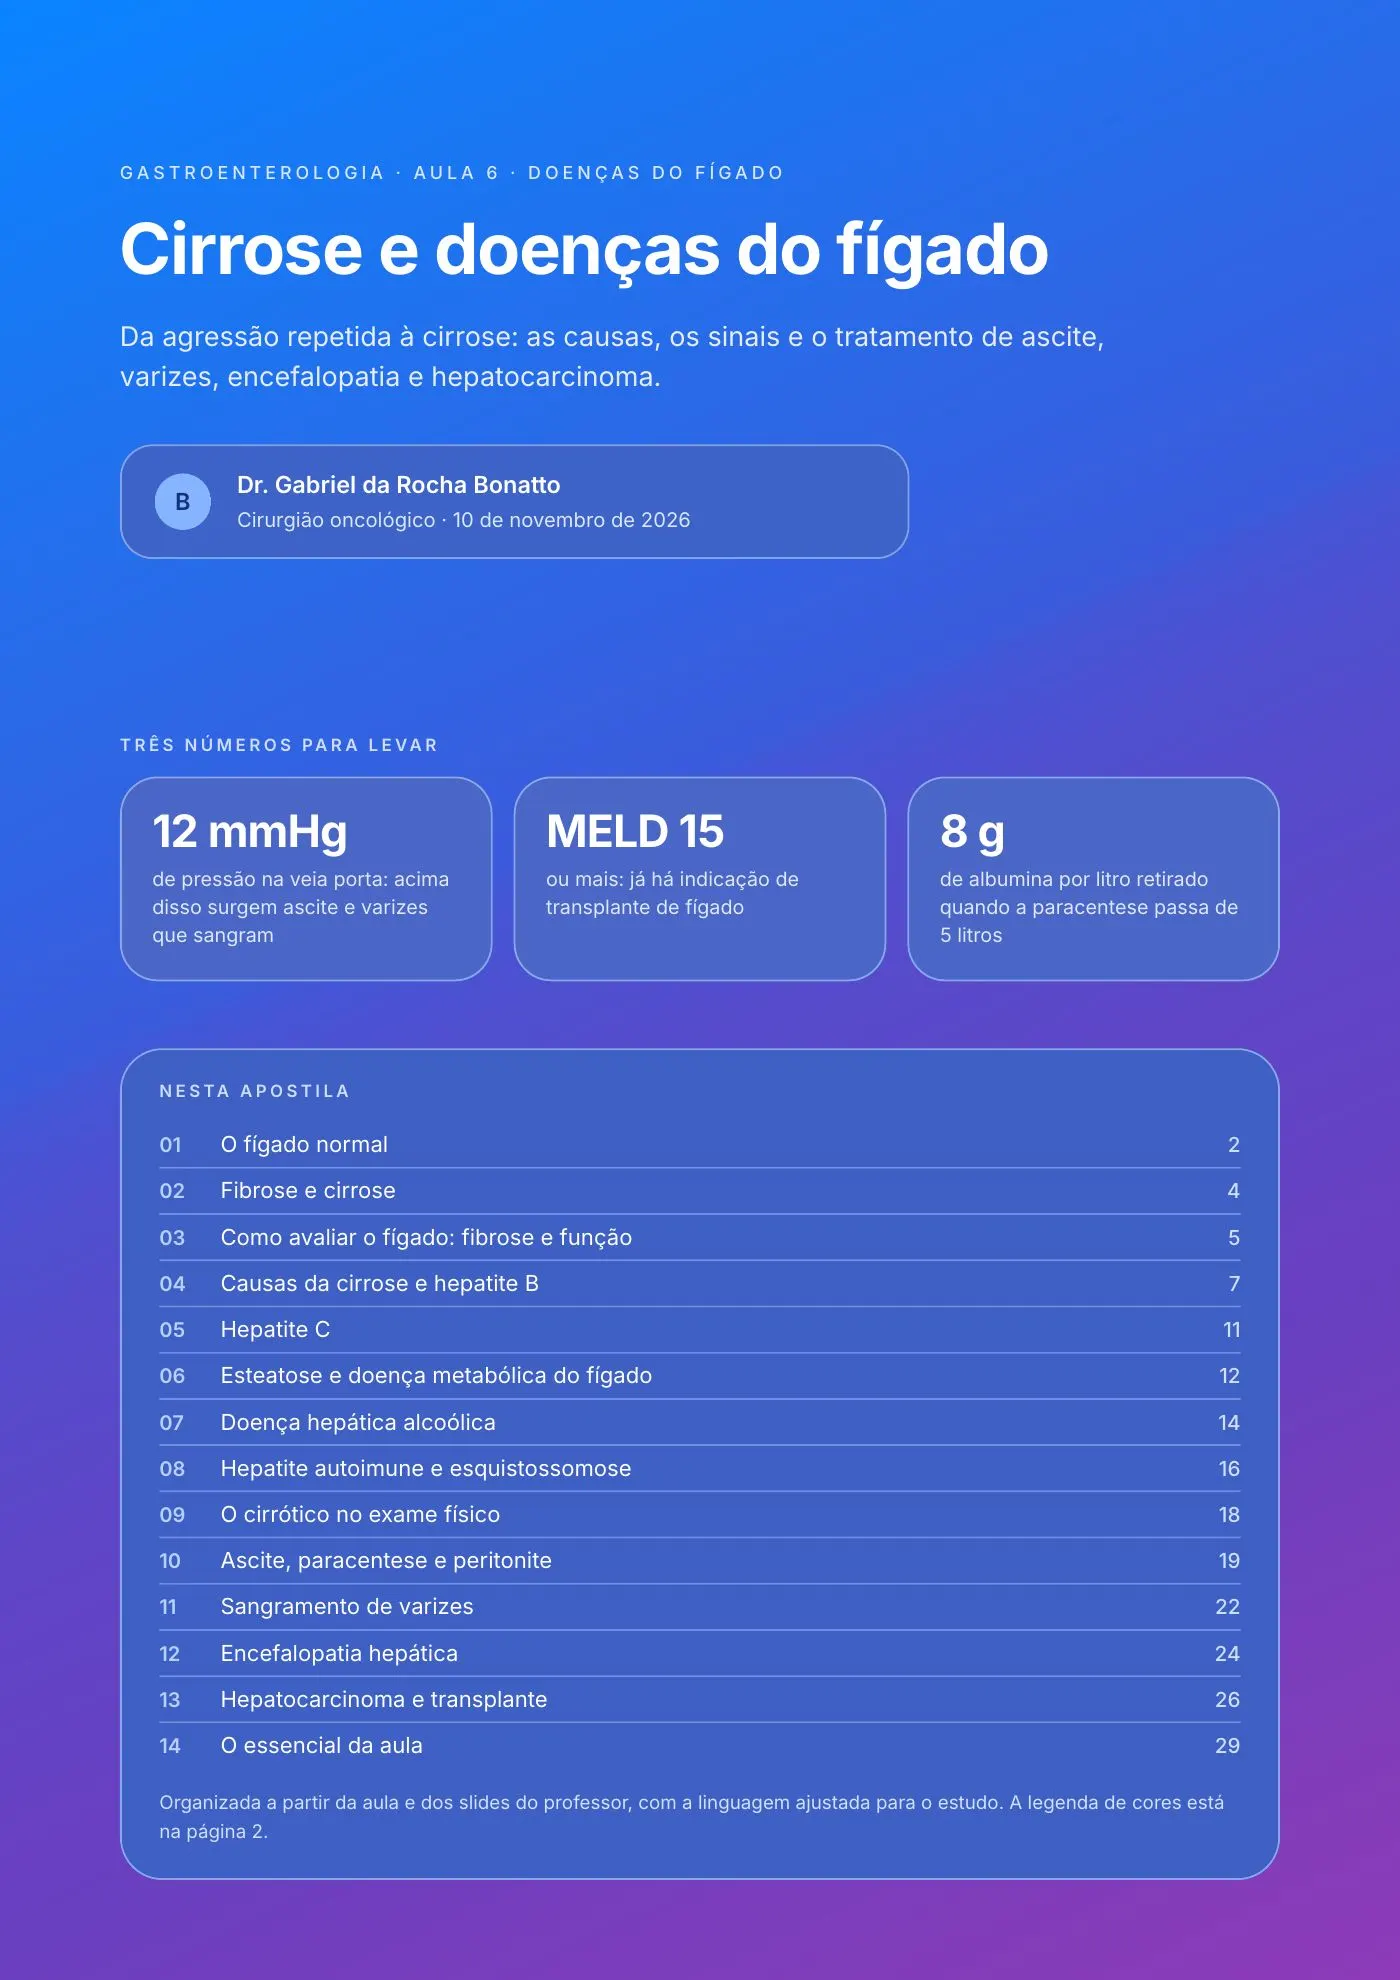 GASTROENTEROLOGIA · AULA 6 · DOENÇAS DO FÍGADO
Cirrose e doenças do fígado
Da agressão repetida à cirrose: as causas, os sinais e o tratamento de ascite,
varizes, encefalopatia e hepatocarcinoma.
B
Dr. Gabriel da Rocha Bonatto
Cirurgião oncológico · 10 de novembro de 2026
TRÊS NÚMEROS PARA LEVAR
12 mmHg
de pressão na veia porta: acima
disso surgem ascite e varizes
que sangram
MELD 15
ou mais: já há indicação de
transplante de fígado
8 g
de albumina por litro retirado
quando a paracentese passa de
5 litros
NESTA APOSTILA
01 O fígado normal 2
02 Fibrose e cirrose 4
03 Como avaliar o fígado: fibrose e função 5
04 Causas da cirrose e hepatite B 7
05 Hepatite C 11
06 Esteatose e doença metabólica do fígado 12
07 Doença hepática alcoólica 14
08 Hepatite autoimune e esquistossomose 16
09 O cirrótico no exame físico 18
10 Ascite, paracentese e peritonite 19
11 Sangramento de varizes 22
12 Encefalopatia hepática 24
13 Hepatocarcinoma e transplante 26
14 O essencial da aula 29
Organizada a partir da aula e dos slides do professor, com a linguagem ajustada para o estudo. A legenda de cores está
na página 2.